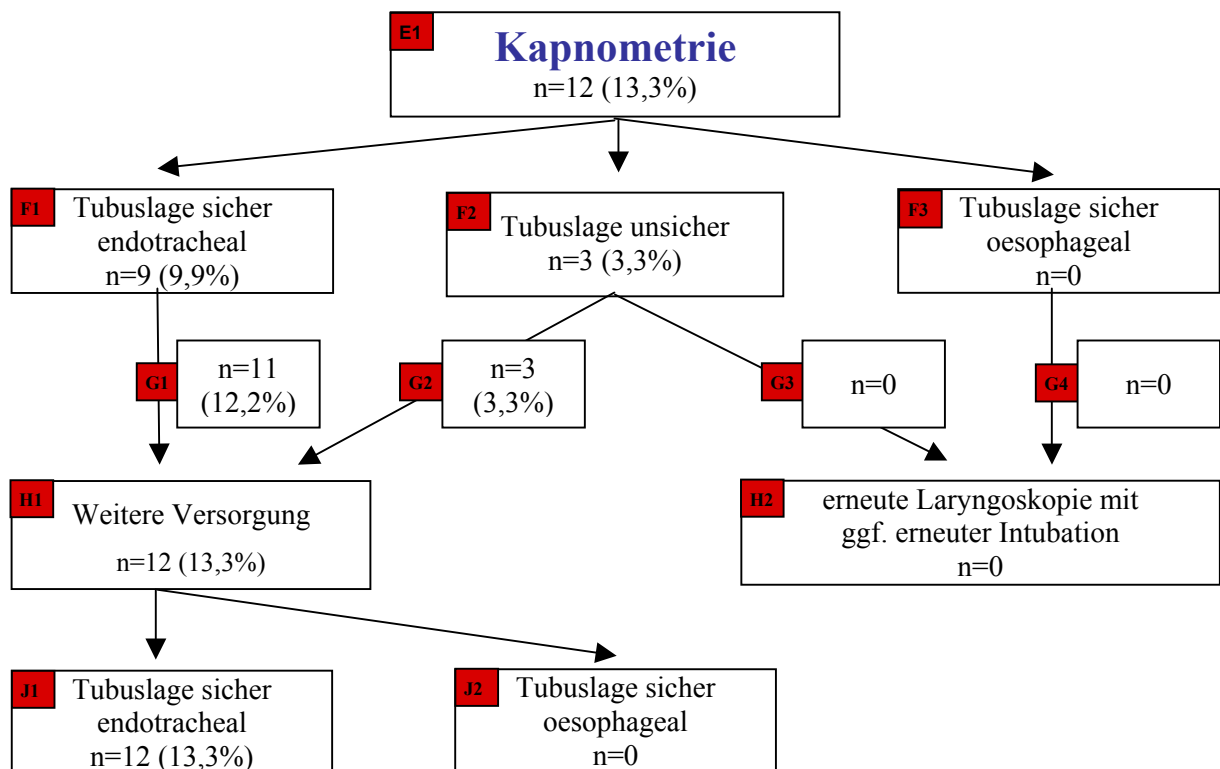 E1
Kapnometrie
n=12 (13,3%)
F1
Tubuslage sicher
endotracheal
n=9 (9,9%)
F2
Tubuslage unsicher
n=3 (3,3%)
F3
Tubuslage sicher
oesophageal
n=0
G1
n=11
(12,2%)
G2
n=3
(3,3%)
G3
n=0
G4
n=0
H1
Weitere Versorgung
n=12 (13,3%)
H2
erneute Laryngoskopie mit
ggf. erneuter Intubation
n=0
J1
Tubuslage sicher
endotracheal
n=12 (13,3%)
J2
Tubuslage sicher
oesophageal
n=0